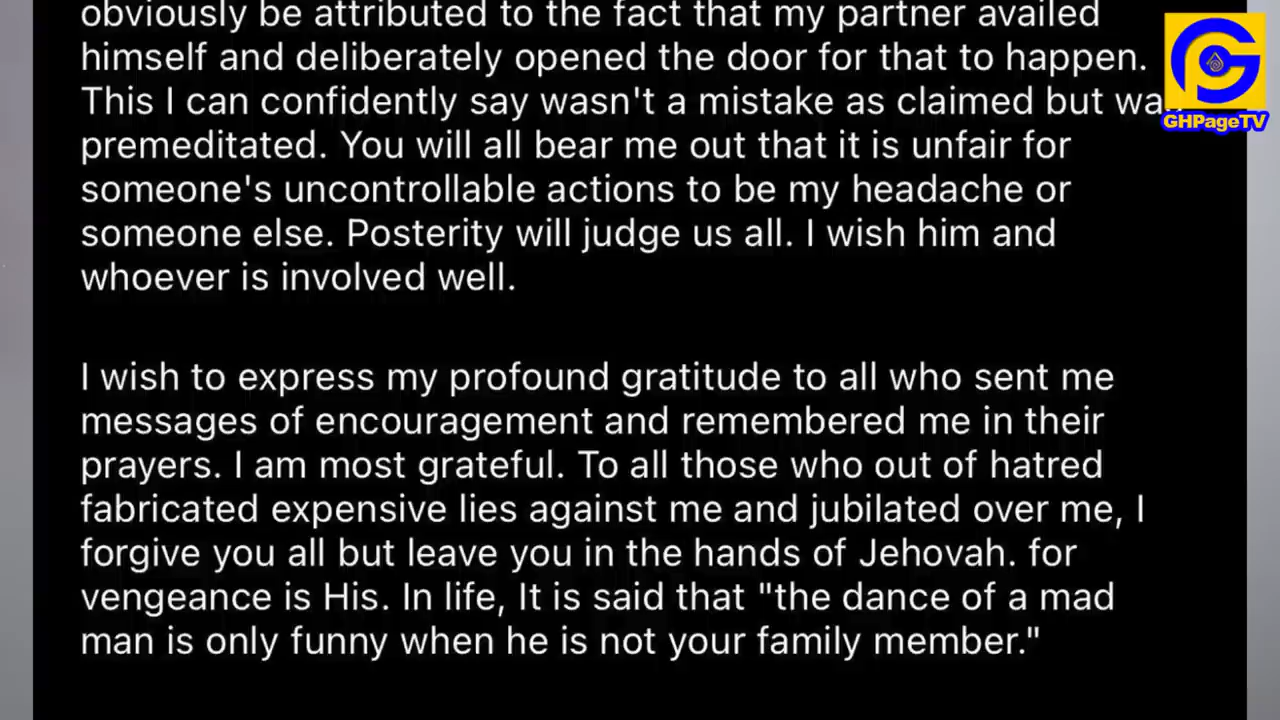 obviously be attributed to the fact that my partner availed
himself and deliberately opened the door for that to happen.
This I can confidently say wasn't a mistake as claimed but was
premeditated. You will all bear me out that it is unfair for
someone's uncontrollable actions to be my headache or
someone else. Posterity will judge us all. I wish him and
whoever is involved well.
I wish to express my profound gratitude to all who sent me
messages of encouragement and remembered me in their
prayers. I am most grateful. To all those who out of hatred
fabricated expensive lies against me and jubilated over me, I
forgive you all but leave you in the hands of Jehovah. for
vengeance is His. In life, It is said that "the dance of a mad
man is only funny when he is not your family member."
GHPageTV